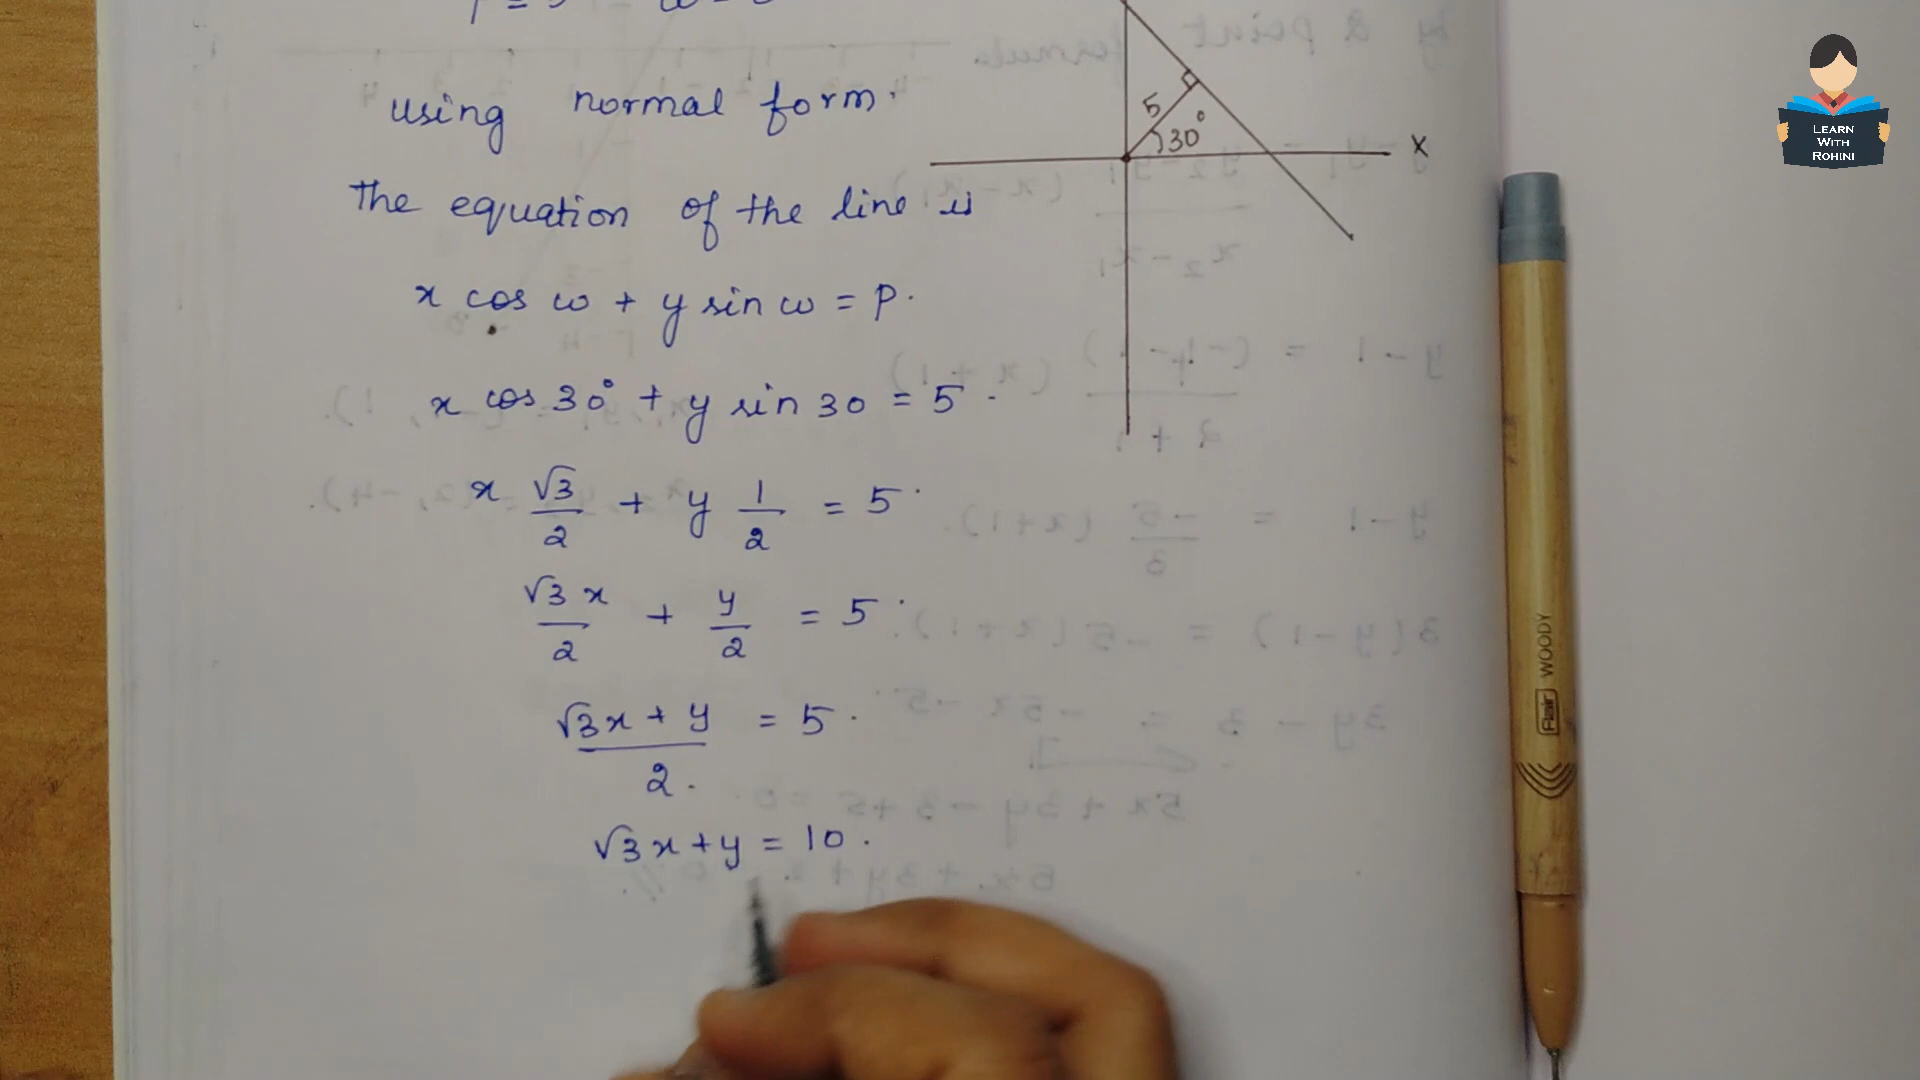 using normal form.
The equation of the line is
x cos ω + y sin ω = p.
x cos 30° + y sin 30 = 5.
x √3/2 + y 1/2 = 5.
√3 x/2 + y/2 = 5.
√3x + y/2. = 5.
√3x + y = 10.
5
30°
X
LEARN
WITH
ROHINI
Flair WOODY